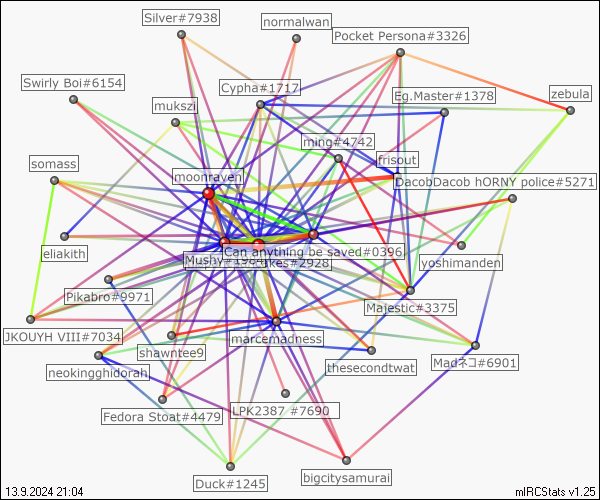 Silver#7938
normalwan
Pocket Persona#3326
Swirly Boi#6154
Cypha#1717
Eg.Master#1378
zebula
mukszi
ming#4742
frisout
somass
moonraven
DacobDacob hORNY police#5271
eliakith
Can anything be saved#0396
yoshimanden
Mushy#1984
kes#2928
Pikabro#9971
Majestic#3375
JKOUYH VIII#7034
marcemadness
shawntee9
thesecondtwat
Madネコ#6901
neokingghidorah
Fedora Stoat#4479
LPK2387 #7690
Duck#1245
bigcitysamurai
13.9.2024 21:04
mIRCStats v1.25